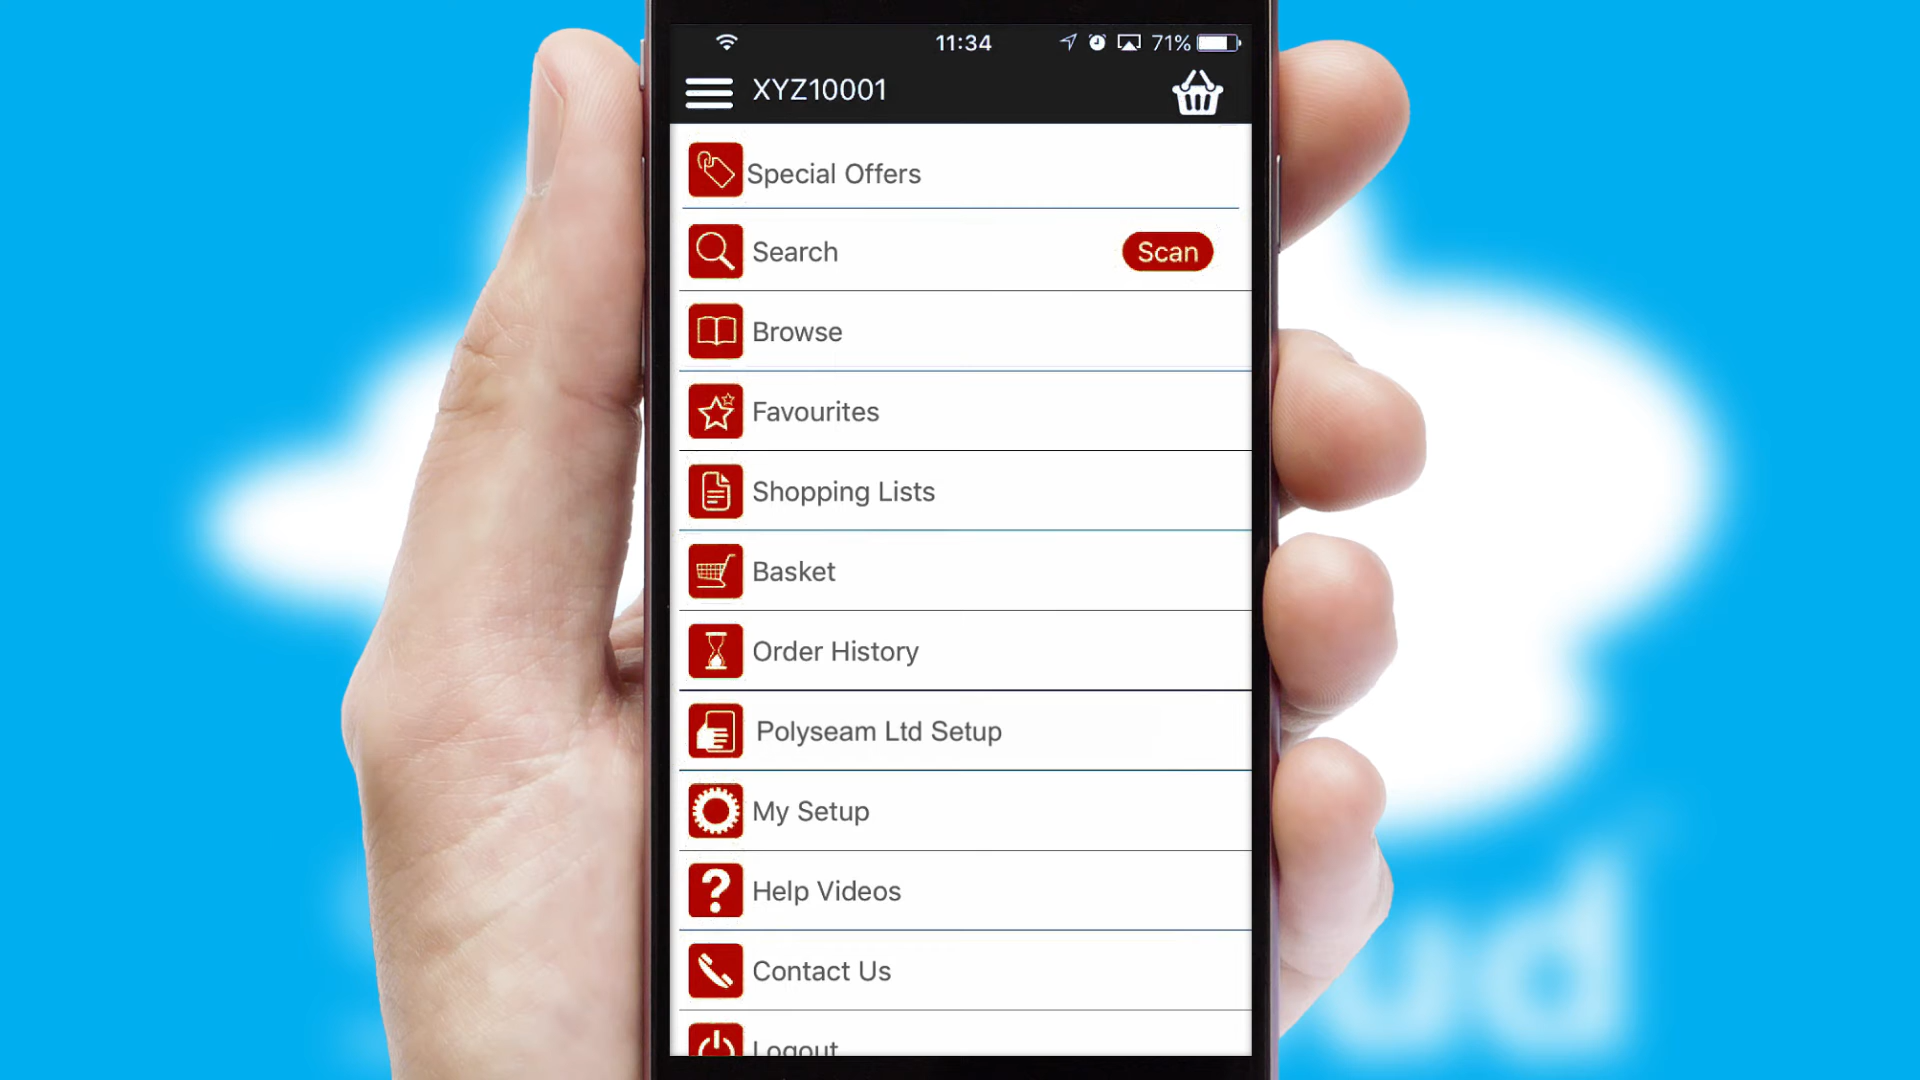 11:34
71%
XYZ10001
Special Offers
Search
Scan
Browse
Favourites
Shopping Lists
Basket
Order History
Polyseam Ltd Setup
My Setup
Help Videos
Contact Us
Logout
ud